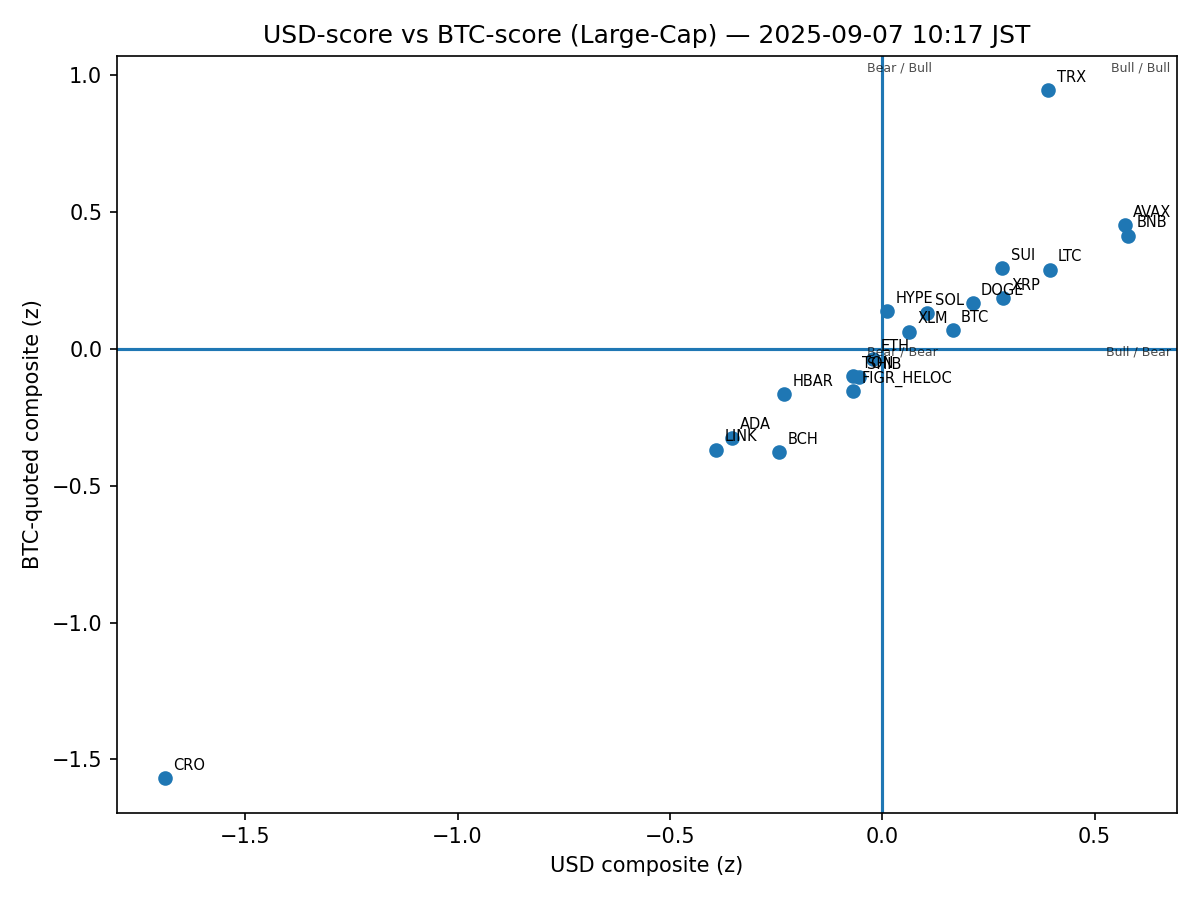 USD-score vs BTC-score (Large-Cap) — 2025-09-07 10:17 JST
Bear / Bull
Bull / Bull
1.0
TRX
0.5
AVAX
BNB
SUI
LTC
XRP
DOGE
HYPE
SOL
XLM
BTC
ETH
0.0
Bear / Bear
Bull / Bear
TON
SHIB
FIGR_HELOC
HBAR
ADA
LINK
BCH
−0.5
−1.0
−1.5
CRO
−1.5
−1.0
−0.5
0.0
0.5
USD composite (z)
BTC-quoted composite (z)